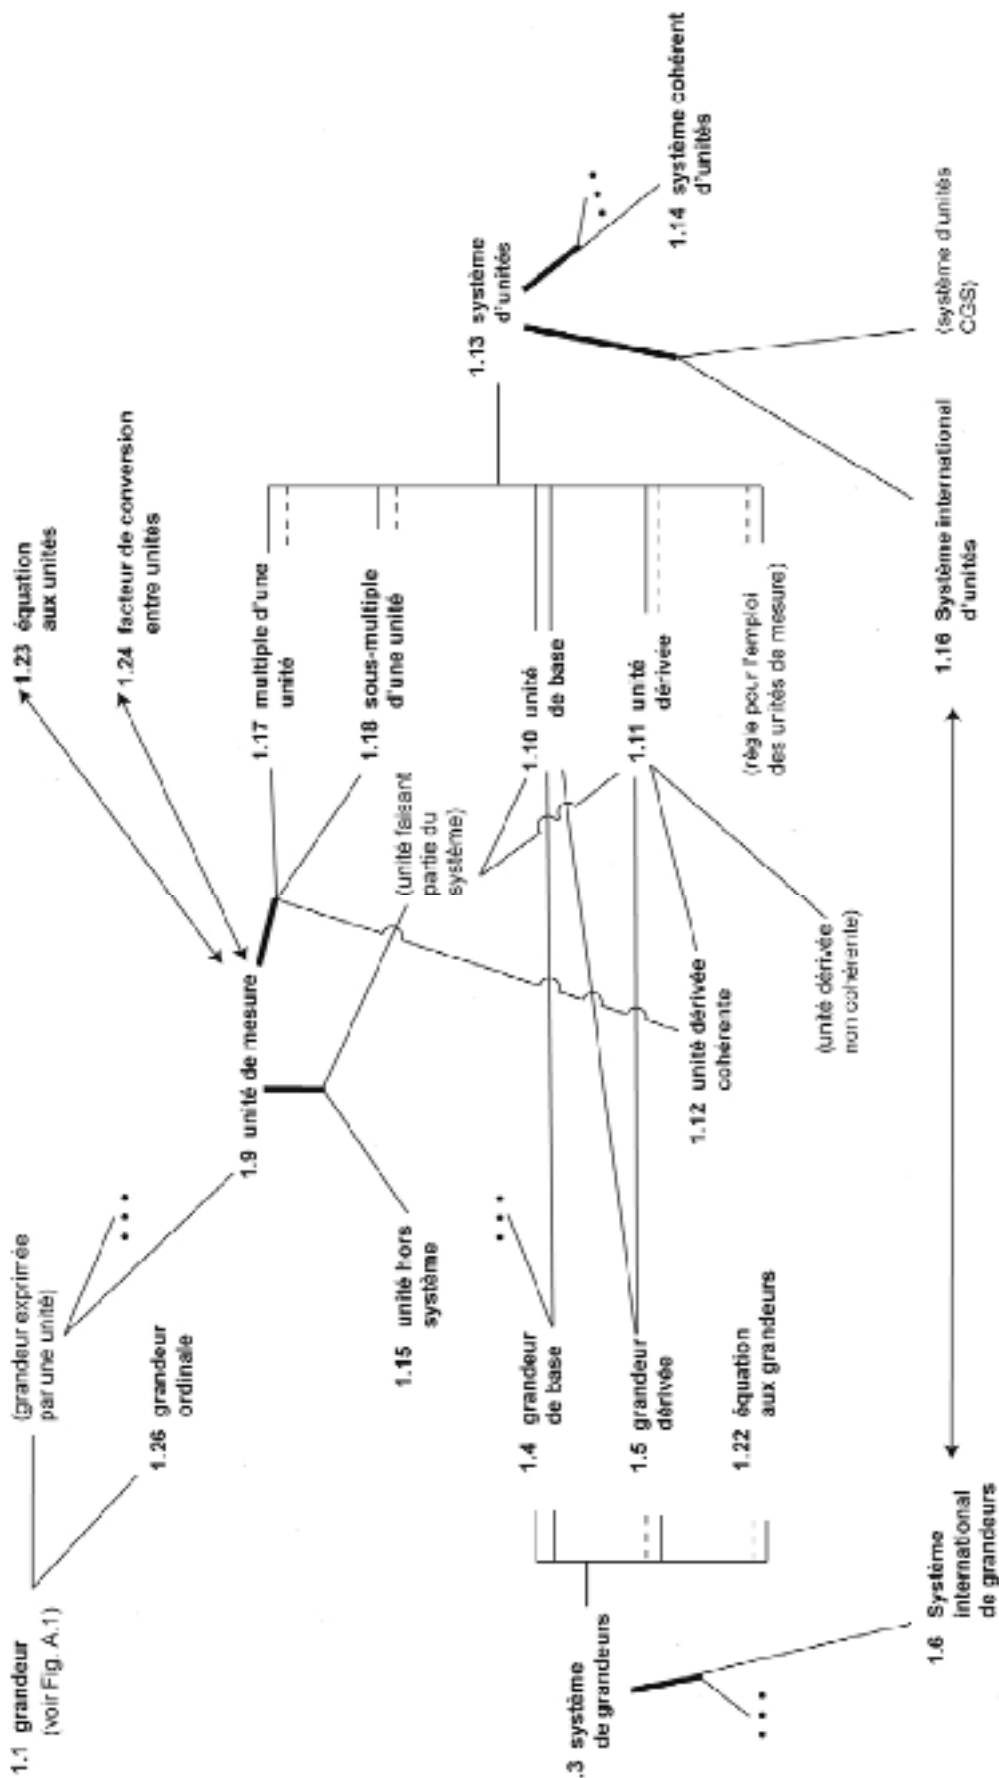 1.1 grandeur
(voir Fig. A.1)
(grandeur exprimée
par une unité)
1.26 grandeur
ordinale
1.23 équation
aux unités
1.24 facteur de conversion
entre unités
1.9 unité de mesure
1.17 multiple d'une
unité
1.18 sous-multiple
d'une unité
1.15 unité hors
système
(unité faisant
partie du
système)
1.13 système
d'unités
1.14 système cohérent
d'unités
.3 système
de grandeurs
1.4 grandeur
de base
1.10 unité
de base
1.5 grandeur
dérivée
1.11 unité
dérivée
1.12 unité dérivée
cohérente
1.22 équation
aux grandeurs
(règle pour l'emploi
des unités de mesure)
(unité dérivée
non cohérente)
1.6 Système
international
de grandeurs
1.16 Système international
d'unités
(système d'unités
CGS)